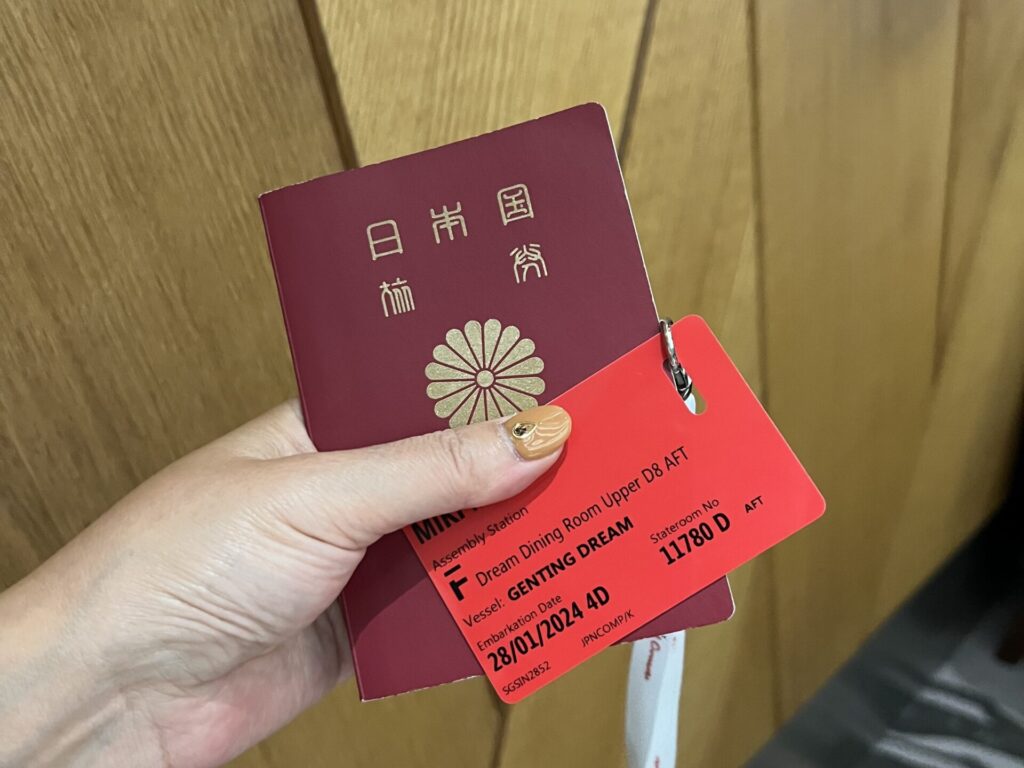 日本国
旅券
Assembly Station
F Dream Dining Room Upper D8 AFT
Vessel: GENTING DREAM
Embarkation Date Stateroom No
28/01/2024 4D 11780 D AFT
SGSIN2852 JPNCOMP/K